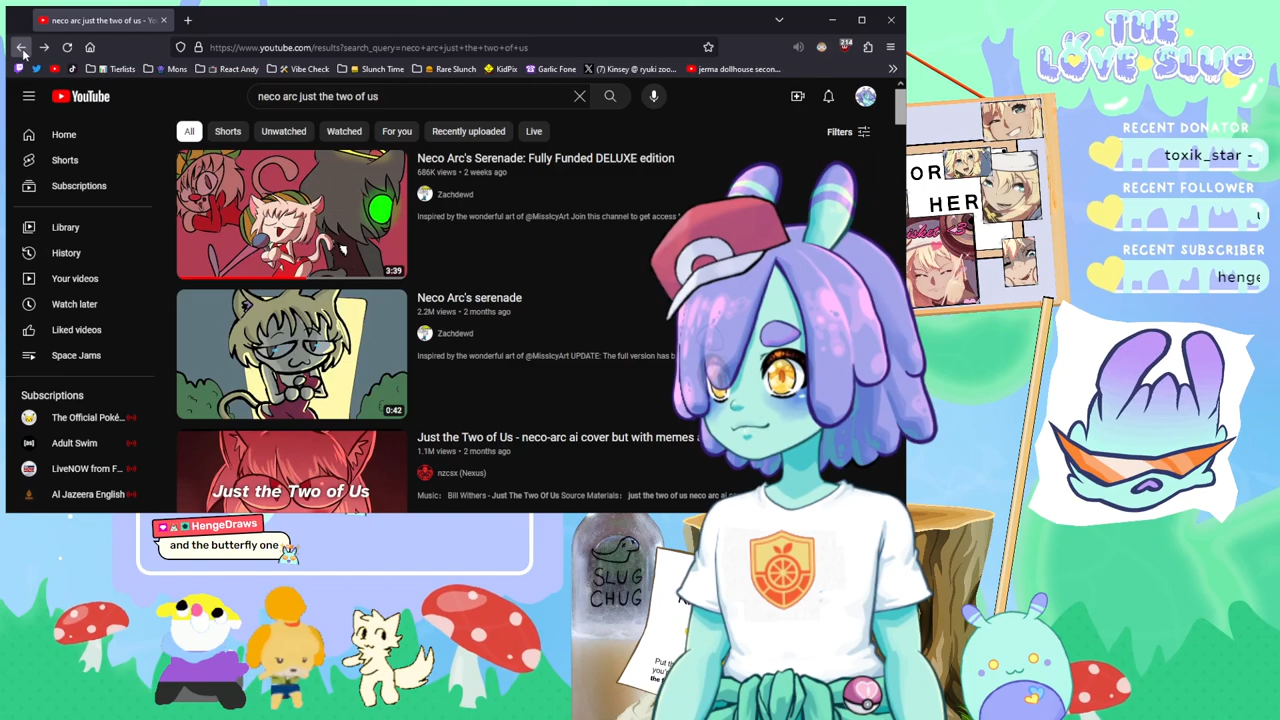 neco arc just the two of us - Yo
https://www.youtube.com/results?search_query=neco+arc+just+the+two+of+us
214
Tierlists
Mons
React Andy
Vibe Check
Slunch Time
Rare Slunch
KidPix
Garlic Fone
(7) Kinsey @ ryuki zoo...
jerma dollhouse secon...
YouTube
neco arc just the two of us
All
Shorts
Unwatched
Watched
For you
Recently uploaded
Live
Filters
Home
Shorts
Subscriptions
Library
History
Your videos
Watch later
Liked videos
Space Jams
Subscriptions
The Official Poké...
Adult Swim
LiveNOW from F...
Al Jazeera English
Neco Arc's Serenade: Fully Funded DELUXE edition
686K views • 2 weeks ago
Zachdewd
Inspired by the wonderful art of @MissIcyArt Join this channel to get access
3:39
Neco Arc's serenade
2.2M views • 2 months ago
Zachdewd
Inspired by the wonderful art of @MissIcyArt UPDATE: The full version has b
0:42
Just the Two of Us - neco-arc ai cover but with memes
1.1M views • 2 months ago
nzcsx (Nexus)
Music: Bill Withers - Just The Two Of Us Source Materials: just the two of us neco arc ai
Just the Two of Us
THE
LOVE SLUG
RECENT DONATOR
toxik_star -
RECENT FOLLOWER
RECENT SUBSCRIBER
henge
OR
HER
HengeDraws
and the butterfly one
SLUG
CHUG